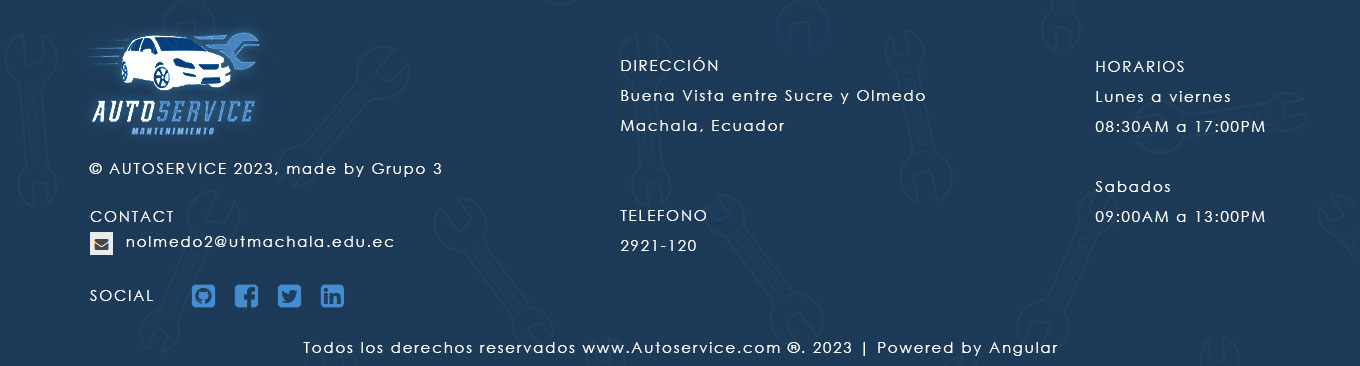 AUTOSERVICE
MANTENIMIENTO
© AUTOSERVICE 2023, made by Grupo 3
CONTACT
nolmedo2@utmachala.edu.ec
SOCIAL
DIRECCIÓN
Buena Vista entre Sucre y Olmedo
Machala, Ecuador
TELEFONO
2921-120
HORARIOS
Lunes a viernes
08:30AM a 17:00PM
Sabados
09:00AM a 13:00PM
Todos los derechos reservados www.Autoservice.com ®. 2023 | Powered by Angular